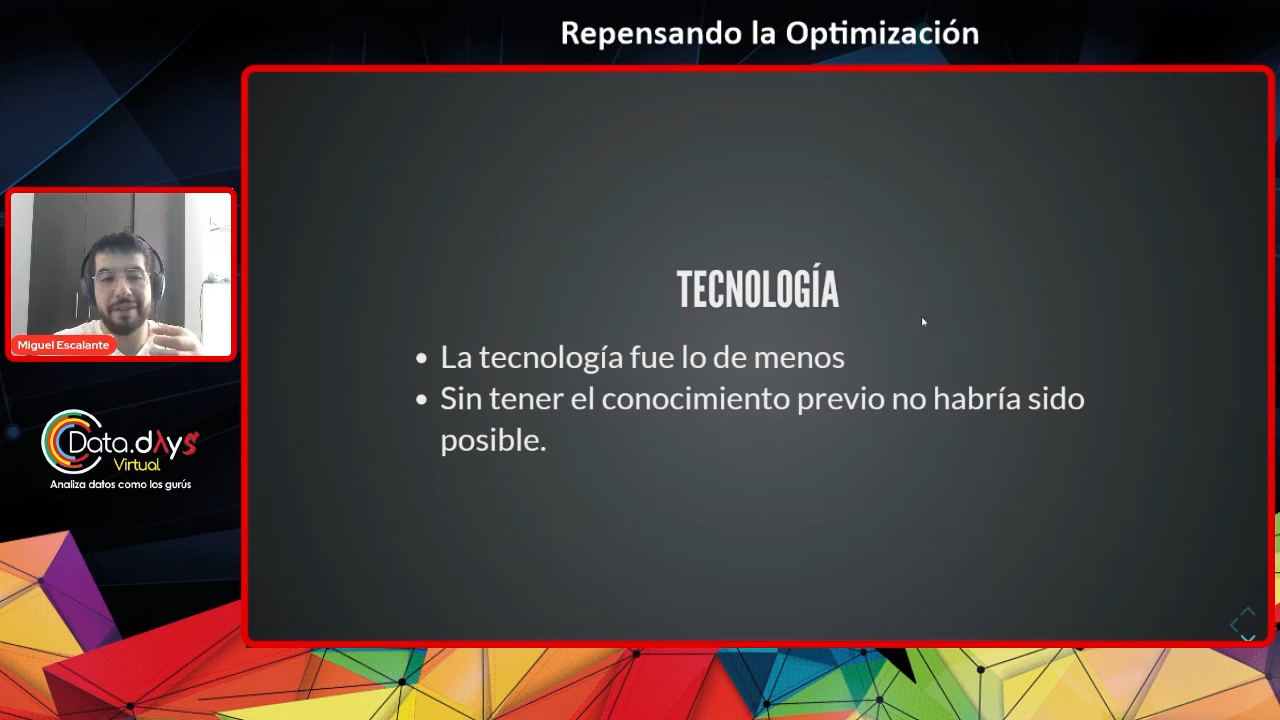 Repensando la Optimización
TECNOLOGÍA
• La tecnología fue lo de menos
• Sin tener el conocimiento previo no habría sido
posible.
Miguel Escalante
Data.dAys
Virtual
Analiza datos como los gurús